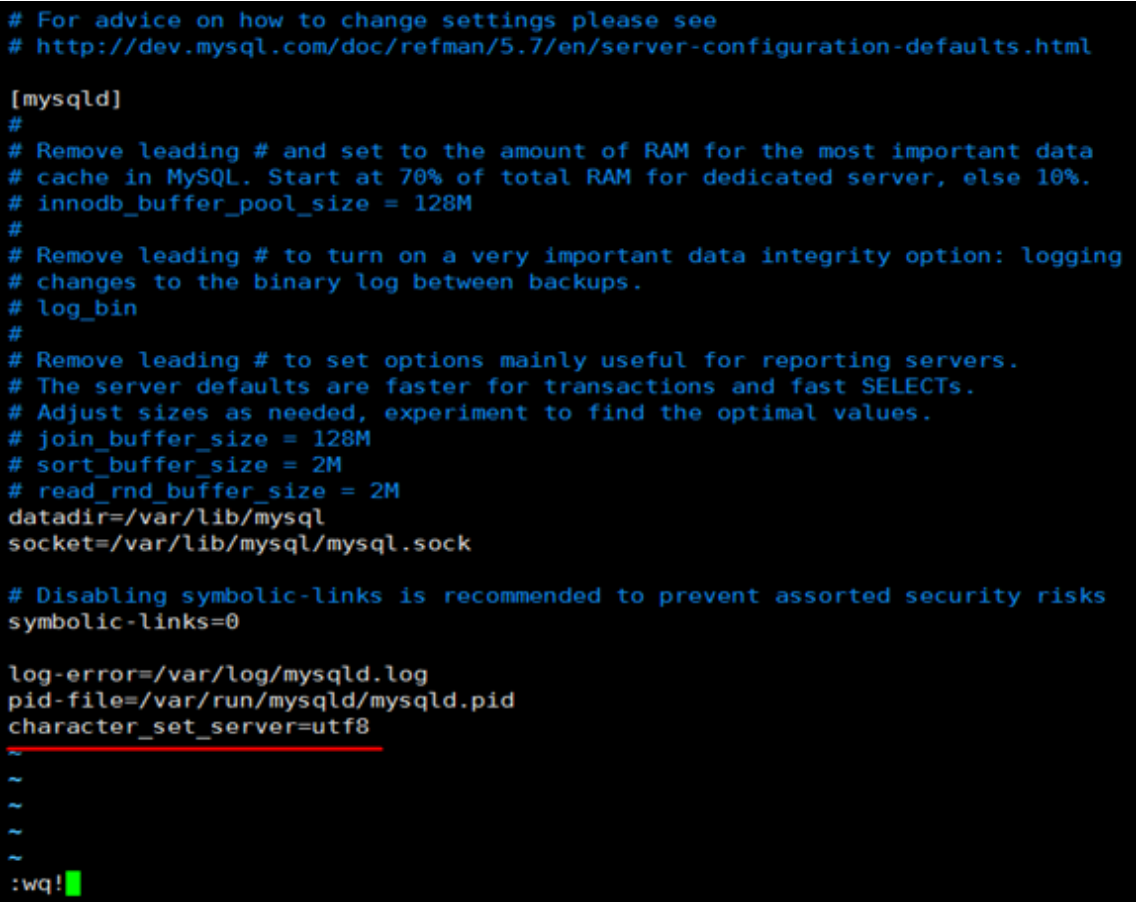 # For advice on how to change settings please see
# http://dev.mysql.com/doc/refman/5.7/en/server-configuration-defaults.html
[mysqld]
#
# Remove leading # and set to the amount of RAM for the most important data
# cache in MySQL. Start at 70% of total RAM for dedicated server, else 10%.
# innodb_buffer_pool_size = 128M
#
# Remove leading # to turn on a very important data integrity option: logging
# changes to the binary log between backups.
# log_bin
#
# Remove leading # to set options mainly useful for reporting servers.
# The server defaults are faster for transactions and fast SELECTs.
# Adjust sizes as needed, experiment to find the optimal values.
# join_buffer_size = 128M
# sort_buffer_size = 2M
# read_rnd_buffer_size = 2M
datadir=/var/lib/mysql
socket=/var/lib/mysql/mysql.sock
# Disabling symbolic-links is recommended to prevent assorted security risks
symbolic-links=0
log-error=/var/log/mysqld.log
pid-file=/var/run/mysqld/mysqld.pid
character_set_server=utf8
~
~
~
~
~
:wq!